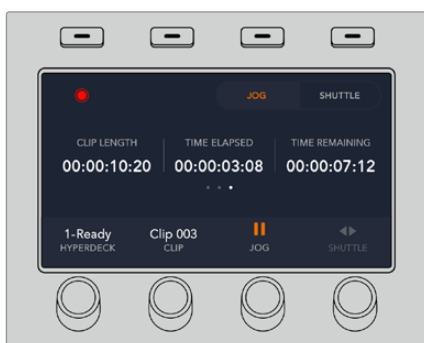 JOG SHUTTLE
CLIP LENGTH TIME ELAPSED TIME REMAINING
00:00:10:20 00:00:03:08 00:00:07:12
1-Ready Clip 003
HYPERDECK CLIP JOG SHUTTLE